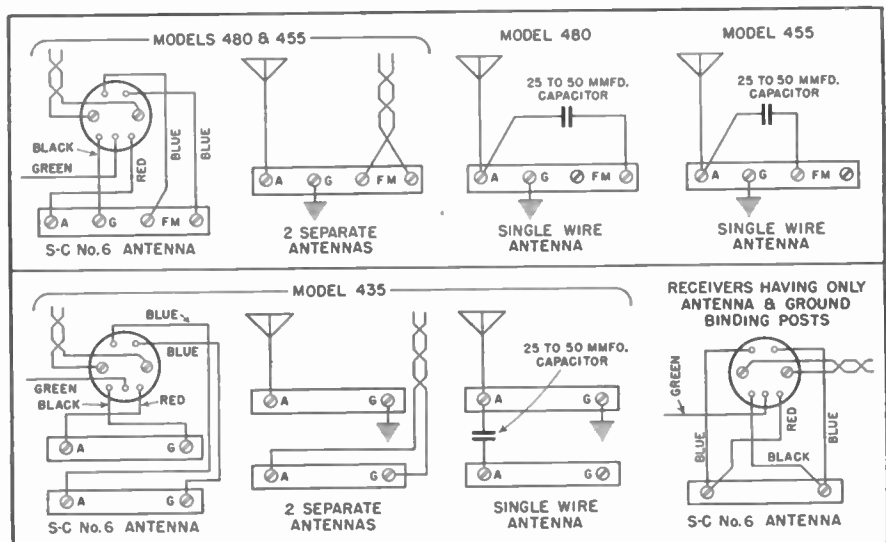 MODELS 480 & 455
BLACK
GREEN
RED
BLUE
BLUE
A G FM
S-C No.6 ANTENNA
A G FM
2 SEPARATE
ANTENNAS
MODEL 480
25 TO 50 MMFD.
CAPACITOR
A G FM
SINGLE WIRE
ANTENNA
MODEL 455
25 TO 50 MMFD.
CAPACITOR
A G FM
SINGLE WIRE
ANTENNA
MODEL 435
BLUE
BLUE
GREEN
BLACK
RED
A G
A G
S-C No.6 ANTENNA
A G
A G
2 SEPARATE
ANTENNAS
25 TO 50 MMFD.
CAPACITOR
A G
A G
SINGLE WIRE
ANTENNA
RECEIVERS HAVING ONLY
ANTENNA & GROUND
BINDING POSTS
GREEN
BLUE
RED
BLACK
BLUE
S-C No.6 ANTENNA